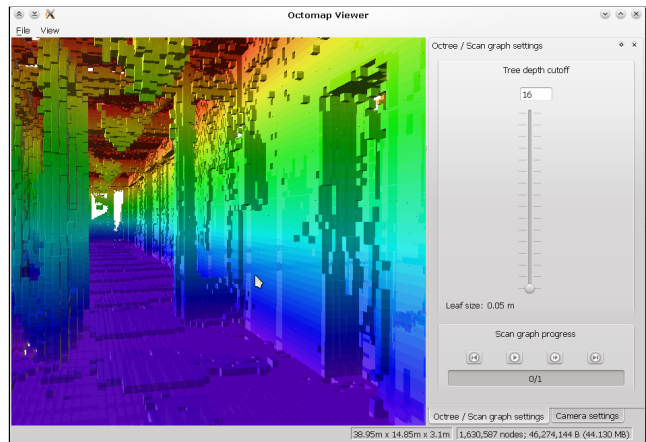 Octomap Viewer
File View
Octree / Scan graph settings
Tree depth cutoff
16
Leaf size: 0.05 m
Scan graph progress
0/1
Octree / Scan graph settings Camera settings
38.95m x 14.85m x 3.1m 1,630,587 nodes; 46,274,144 B (44.130 MB)